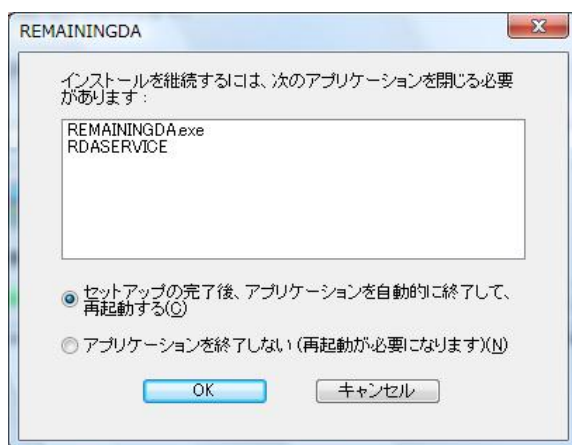 REMAININGDA
インストールを継続するには、次のアプリケーションを閉じる必要
があります:
REMAININGDA.exe
RDASERVICE
セットアップの完了後、アプリケーションを自動的に終了して、
再起動する(C)
アプリケーションを終了しない (再起動が必要になります)(N)
OK
キャンセル